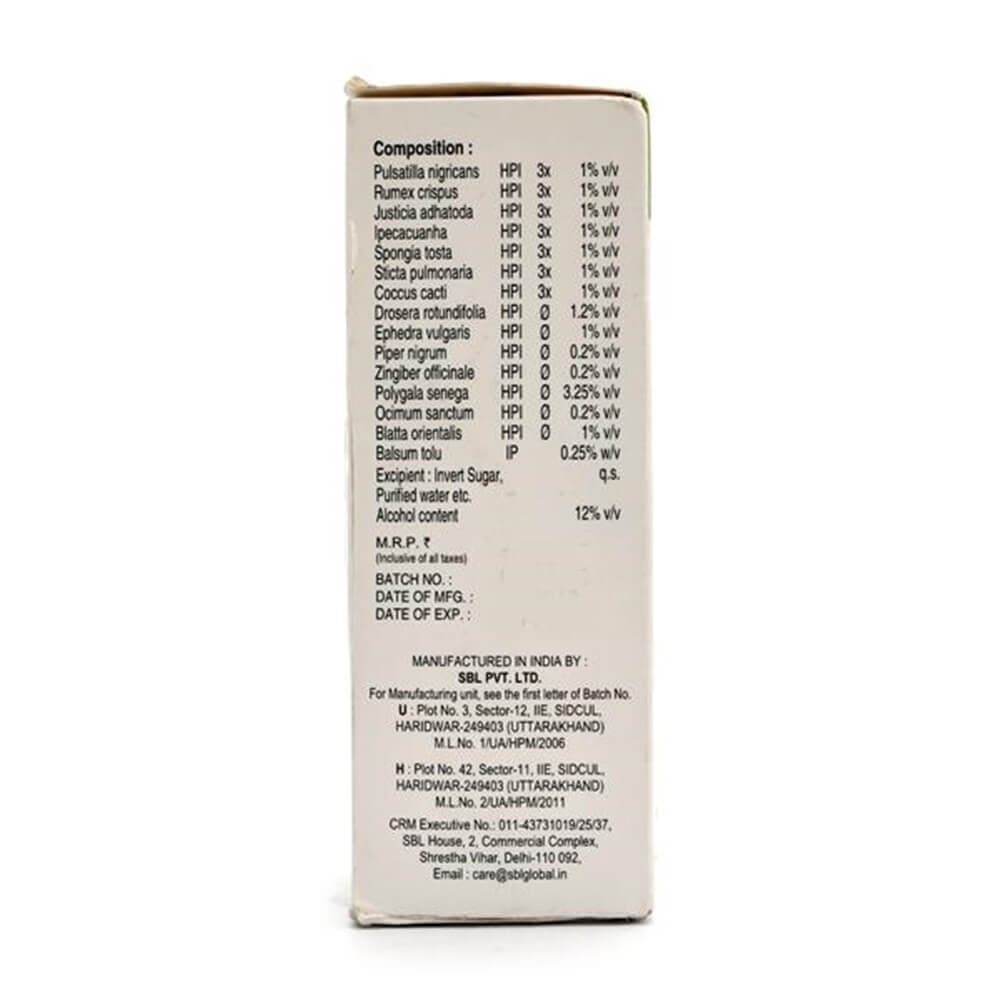 Composition :
Pulsatilla nigricans HPI 3x 1% v/v
Rumex crispus HPI 3x 1% v/v
Justicia adhatoda HPI 3x 1% v/v
Ipecacuanha HPI 3x 1% v/v
Spongia tosta HPI 3x 1% v/v
Sticta pulmonaria HPI 3x 1% v/v
Coccus cacti HPI 3x 1% v/v
Drosera rotundifolia HPI Ø 1.2% v/v
Ephedra vulgaris HPI Ø 1% v/v
Piper nigrum HPI Ø 0.2% v/v
Zingiber officinale HPI Ø 0.2% v/v
Polygala senega HPI Ø 3.25% v/v
Ocimum sanctum HPI Ø 0.2% v/v
Blatta orientalis HPI Ø 1% v/v
Balsum tolu IP 0.25% w/v
Excipient : Invert Sugar, q.s.
Purified water etc.
Alcohol content 12% v/v
M.R.P. ₹
(Inclusive of all taxes)
BATCH NO. :
DATE OF MFG. :
DATE OF EXP. :
MANUFACTURED IN INDIA BY :
SBL PVT. LTD.
For Manufacturing unit, see the first letter of Batch No.
U : Plot No. 3, Sector-12, IIE, SIDCUL,
HARIDWAR-249403 (UTTARAKHAND)
M.L.No. 1/UA/HPM/2006
H : Plot No. 42, Sector-11, IIE, SIDCUL,
HARIDWAR-249403 (UTTARAKHAND)
M.L.No. 2/UA/HPM/2011
CRM Executive No.: 011-43731019/25/37,
SBL House, 2, Commercial Complex,
Shrestha Vihar, Delhi-110 092,
Email : care@sblglobal.in